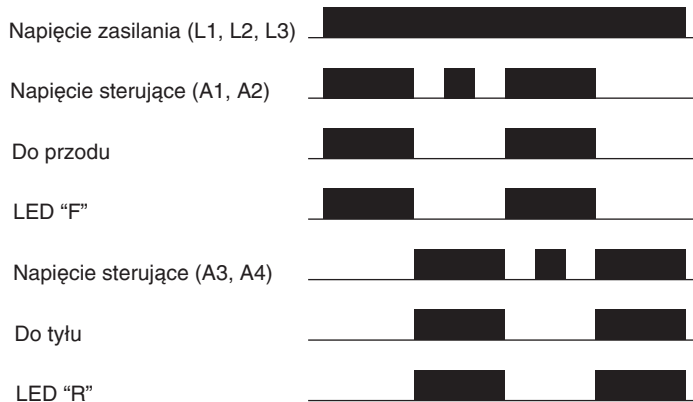 Napięcie zasilania (L1, L2, L3)
Napięcie sterujące (A1, A2)
Do przodu
LED “F”
Napięcie sterujące (A3, A4)
Do tyłu
LED “R”